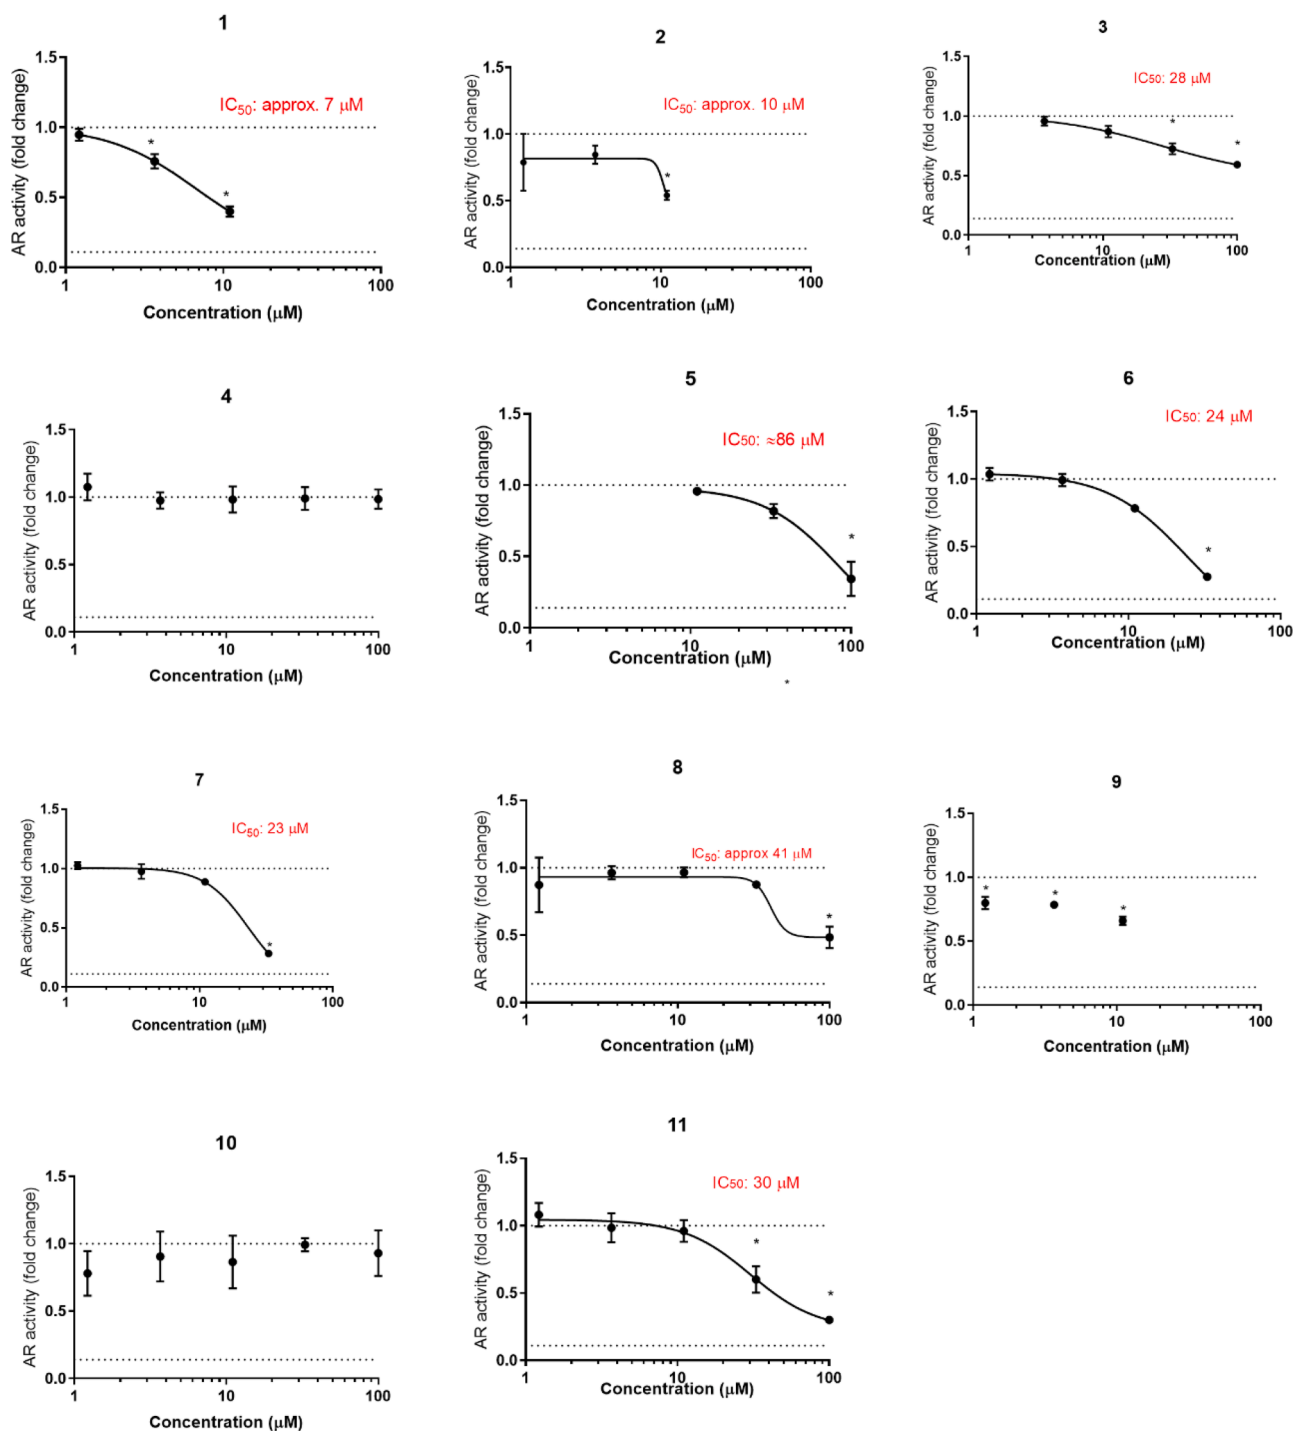 1
1.5
1.0
0.5
0.0
AR activity (fold change)
IC50: approx. 7 μM
*
*
1 10 100
Concentration (μM)
2
1.5
1.0
0.5
0.0
AR activity (fold change)
IC50: approx. 10 μM
*
1 10 100
Concentration (μM)
3
1.5
1.0
0.5
0.0
AR activity (fold change)
IC50: 28 μM
*
*
1 10 100
Concentration (μM)
4
1.5
1.0
0.5
0.0
AR activity (fold change)
1 10 100
Concentration (μM)
5
1.5
1.0
0.5
0.0
AR activity (fold change)
IC50: ≈86 μM
*
1 10 100
Concentration (μM)
*
6
1.5
1.0
0.5
0.0
AR activity (fold change)
IC50: 24 μM
*
1 10 100
Concentration (μM)
7
1.5
1.0
0.5
0.0
AR activity (fold change)
IC50: 23 μM
*
1 10 100
Concentration (μM)
8
1.5
1.0
0.5
0.0
AR activity (fold change)
IC50: approx 41 μM
*
1 10 100
Concentration (μM)
9
1.5
1.0
0.5
0.0
AR activity (fold change)
* * *
1 10 100
Concentration (μM)
10
1.5
1.0
0.5
0.0
AR activity (fold change)
1 10 100
Concentration (μM)
11
1.5
1.0
0.5
0.0
AR activity (fold change)
IC50: 30 μM
*
*
1 10 100
Concentration (μM)